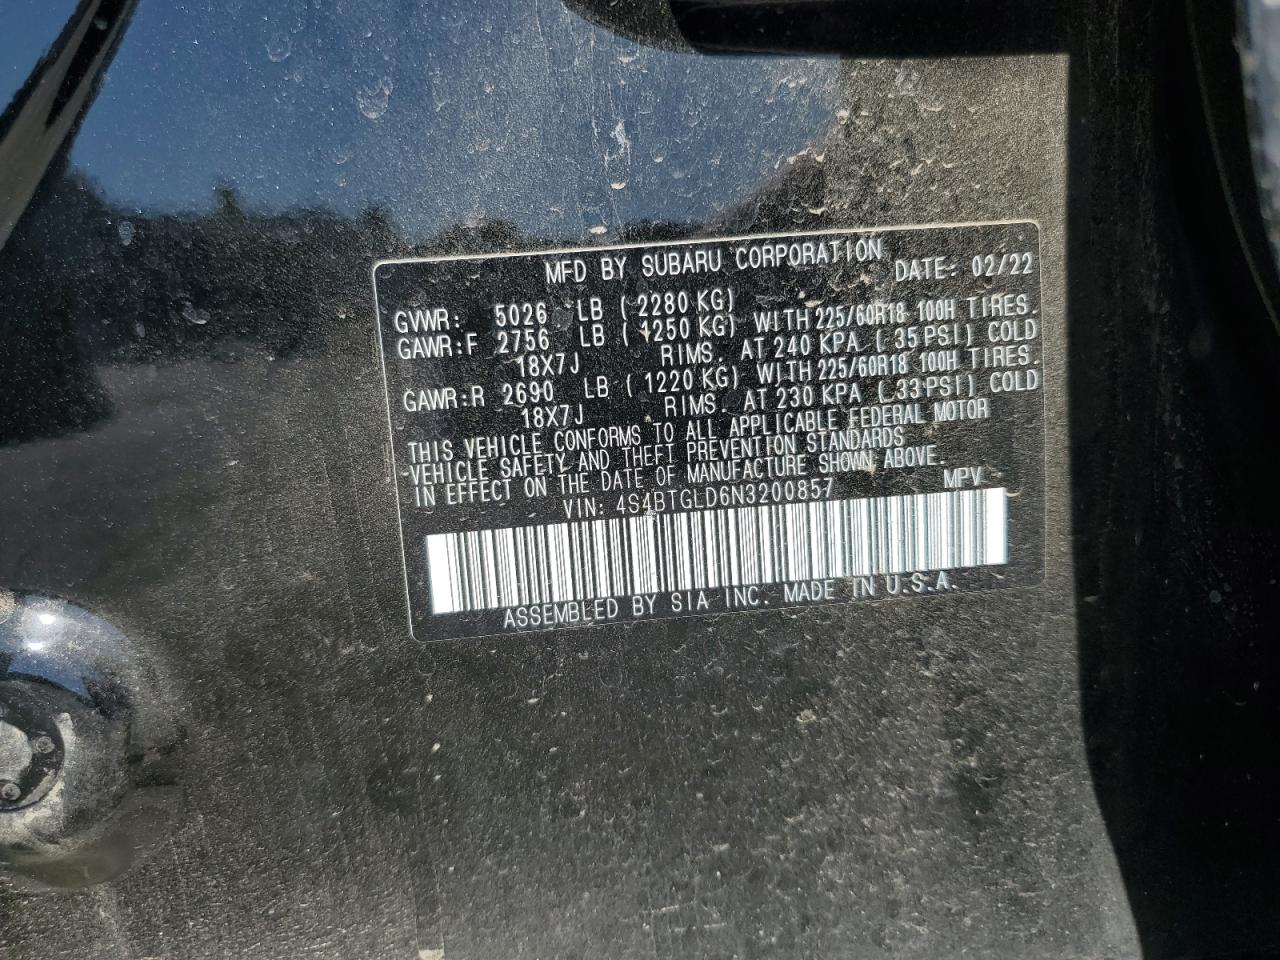 MFD BY SUBARU CORPORATION DATE: 02/22
GVWR: 5026 LB (2280 KG)
GAWR:F 2756 LB (1250 KG) WITH 225/60R18 100H TIRES.
18X7J RIMS. AT 240 KPA (35PSI) COLD
GAWR:R 2690 LB (1220 KG) WITH 225/60R18 100H TIRES.
18X7J RIMS. AT 230 KPA (33PSI) COLD
THIS VEHICLE CONFORMS TO ALL APPLICABLE FEDERAL MOTOR
VEHICLE SAFETY AND THEFT PREVENTION STANDARDS
IN EFFECT ON THE DATE OF MANUFACTURE SHOWN ABOVE.
VIN: 4S4BTGLD6N3200857 MPV
ASSEMBLED BY SIA INC. MADE IN U.S.A.